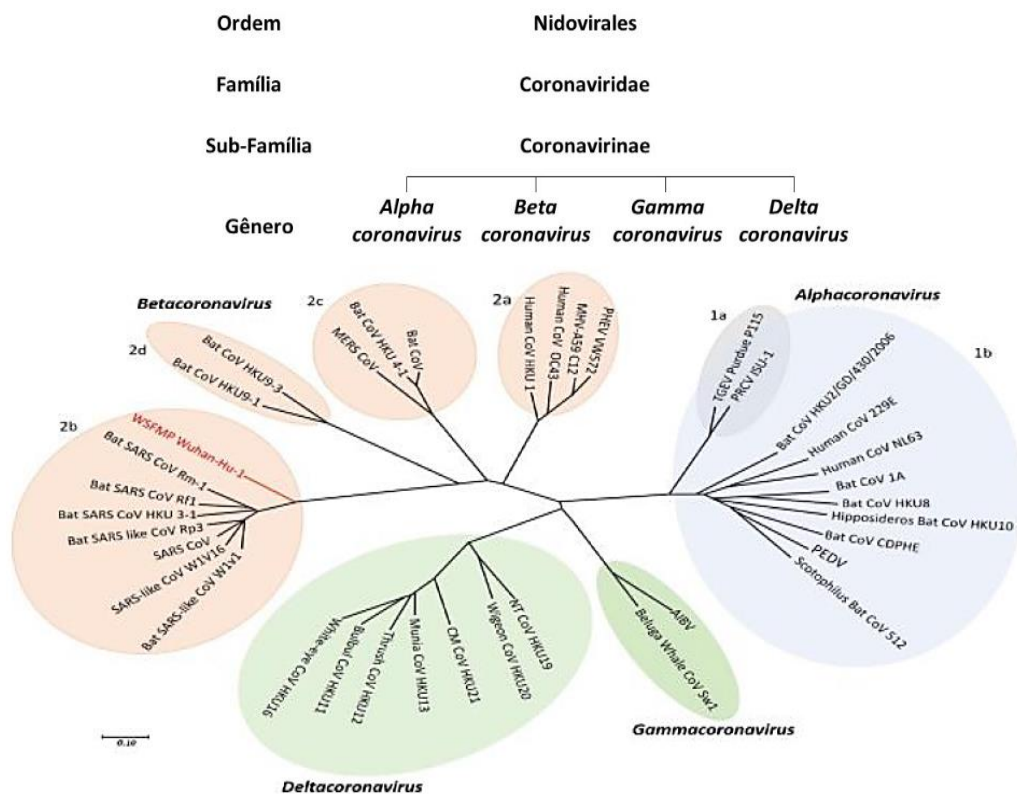 Ordem Nidovirales
Família Coronaviridae
Sub-Família Coronavirinae
Gênero
Alpha
coronavirus
Beta
coronavirus
Gamma
coronavirus
Delta
coronavirus
Betacoronavirus
2d
Bat CoV HKU9-3
Bat CoV HKU9-1
2c
MERS CoV
Bat CoV HKU 4-1
Bat CoV
2a
Human CoV HKU 1
Human CoV OC43
MHV-A59 C12
PHEV VW572
Alphacoronavirus
1a
TGEV Purdue P115
PRCV ISU-1
1b
Bat CoV HKU2/GD/430/2006
Human CoV 229E
Human CoV NL63
Bat CoV 1A
Bat CoV HKU8
Hipposideros Bat CoV HKU10
Bat CoV CDPHE
PEDV
Scotophilus Bat CoV 512
2b
WSFMP Wuhan-Hu-1
Bat SARS CoV Rm-1
Bat SARS CoV Rf1
Bat SARS CoV HKU 3-1
Bat SARS like CoV Rp3
SARS CoV
SARS-like CoV W1V16
Bat SARS-like CoV W1v1
White-eye CoV HKU16
Bulbul CoV HKU11
Thrush CoV HKU12
Munia CoV HKU13
CM CoV HKU21
Wigeon CoV HKU20
NT CoV HKU19
Deltacoronavirus
AIBV
Beluga Whale CoV Sw1
Gammacoronavirus
0.10